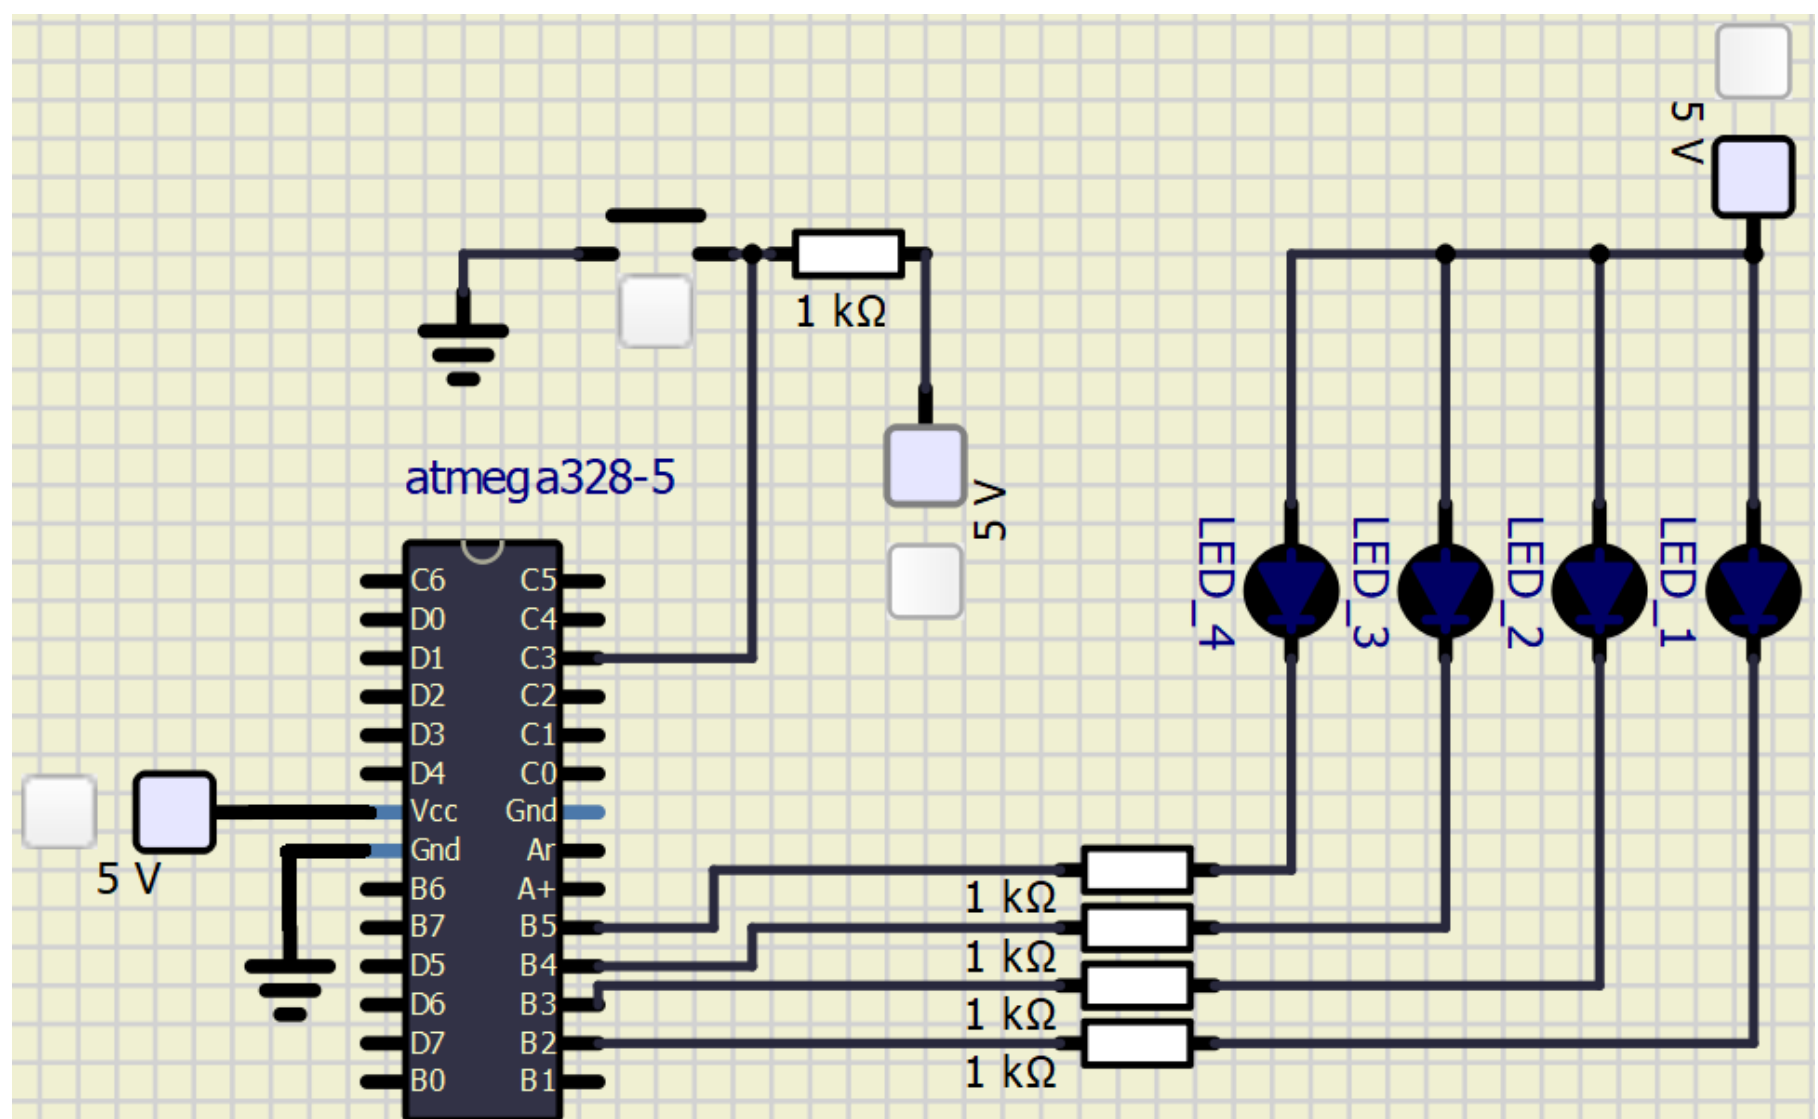 5 V
1 kΩ
atmega328-5
5 V
LED_4
LED_3
LED_2
LED_1
C6 C5
D0 C4
D1 C3
D2 C2
D3 C1
D4 C0
Vcc Gnd
Gnd Ar
5 V
B6 A+
1 kΩ
B7 B5
1 kΩ
D5 B4
D6 B3
1 kΩ
D7 B2
1 kΩ
B0 B1